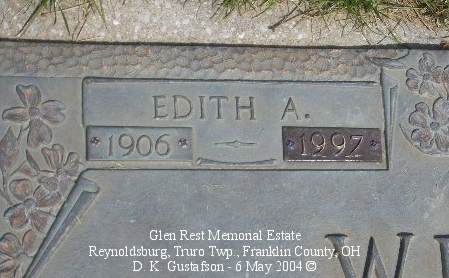 EDITH A.
1906 1997
Glen Rest Memorial Estate
Reynoldsburg, Truro Twp., Franklin County, OH
D. K. Gustafson - 6 May 2004 ©